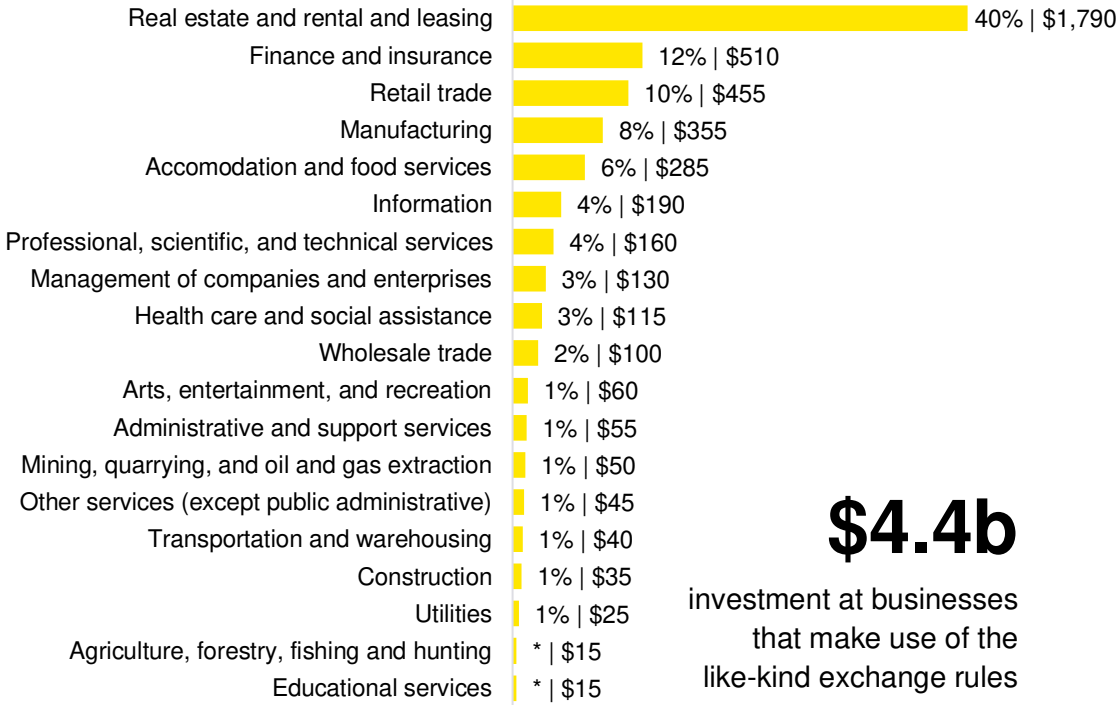 Real estate and rental and leasing 40% | $1,790
Finance and insurance 12% | $510
Retail trade 10% | $455
Manufacturing 8% | $355
Accomodation and food services 6% | $285
Information 4% | $190
Professional, scientific, and technical services 4% | $160
Management of companies and enterprises 3% | $130
Health care and social assistance 3% | $115
Wholesale trade 2% | $100
Arts, entertainment, and recreation 1% | $60
Administrative and support services 1% | $55
Mining, quarrying, and oil and gas extraction 1% | $50
Other services (except public administrative) 1% | $45
Transportation and warehousing 1% | $40
Construction 1% | $35
Utilities 1% | $25
Agriculture, forestry, fishing and hunting * | $15
Educational services * | $15
$4.4b
investment at businesses
that make use of the
like-kind exchange rules